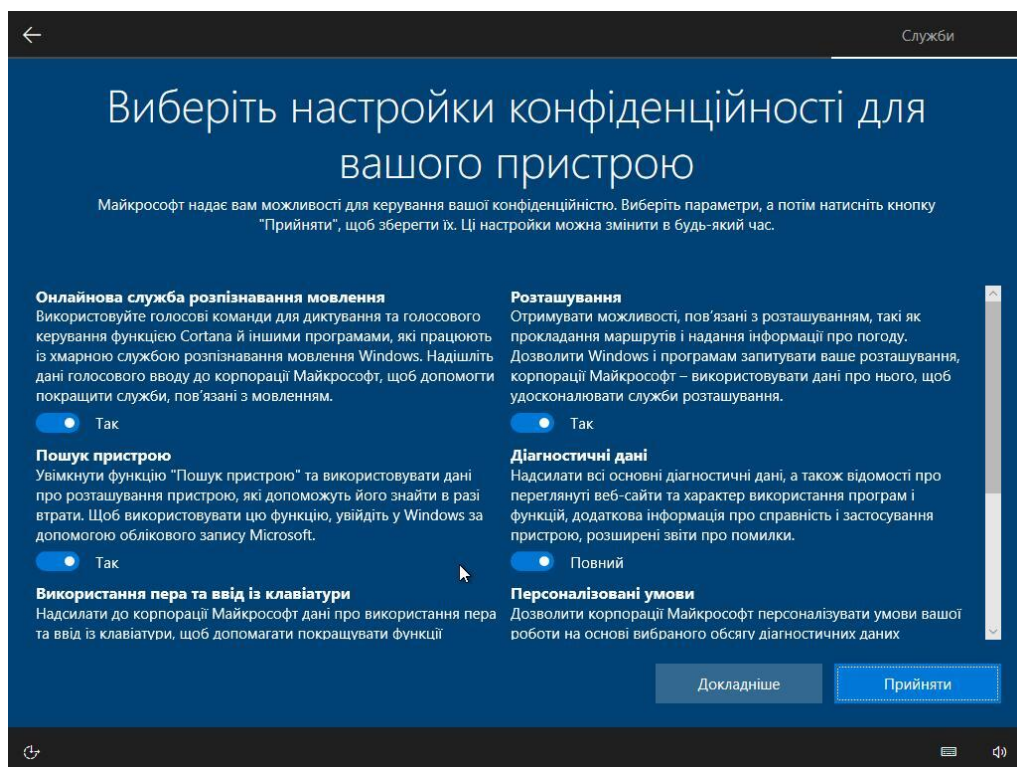 Служби
Виберіть настройки конфіденційності для
вашого пристрою
Майкрософт надає вам можливості для керування вашої конфіденційністю. Виберіть параметри, а потім натисніть кнопку
"Прийняти", щоб зберегти їх. Ці настройки можна змінити в будь-який час.
Онлайнова служба розпізнавання мовлення
Використовуйте голосові команди для диктування та голосового
керування функцією Cortana й іншими програмами, які працюють
із хмарною службою розпізнавання мовлення Windows. Надішліть
дані голосового вводу до корпорації Майкрософт, щоб допомогти
покращити служби, пов’язані з мовленням.
Так
Розташування
Отримувати можливості, пов’язані з розташуванням, такі як
прокладання маршрутів і надання інформації про погоду.
Дозволити Windows і програмам запитувати ваше розташування,
корпорації Майкрософт – використовувати дані про нього, щоб
удосконалювати служби розташування.
Так
Пошук пристрою
Увімкнути функцію "Пошук пристрою" та використовувати дані
про розташування пристрою, які допоможуть його знайти в разі
втрати. Щоб використовувати цю функцію, увійдіть у Windows за
допомогою облікового запису Microsoft.
Так
Діагностичні дані
Надсилати всі основні діагностичні дані, а також відомості про
переглянуті веб-сайти та характер використання програм і
функцій, додаткова інформація про справність і застосування
пристрою, розширені звіти про помилки.
Повний
Використання пера та ввід із клавіатури
Надсилати до корпорації Майкрософт дані про використання пера
та ввід із клавіатури, щоб допомагати покращувати функції
Персоналізовані умови
Дозволити корпорації Майкрософт персоналізувати умови вашої
роботи на основі вибраного обсягу діагностичних даних
Докладніше
Прийняти